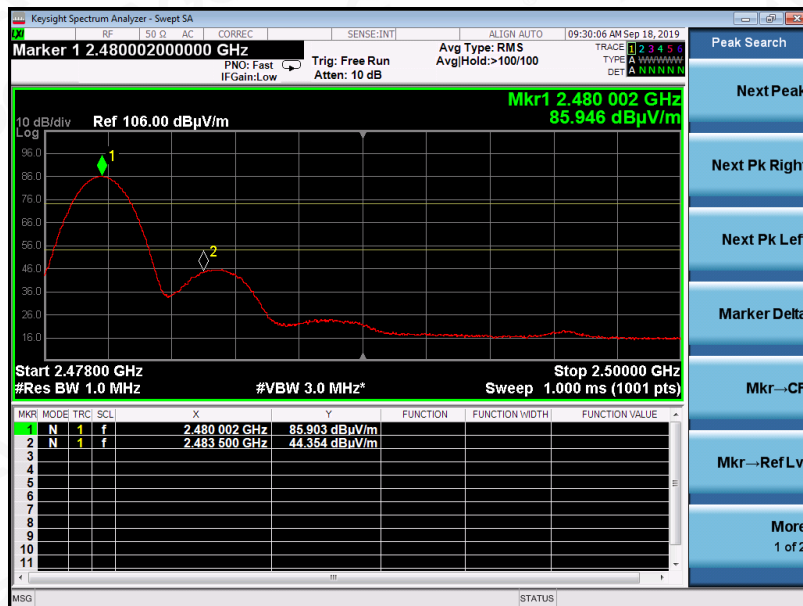 Keysight Spectrum Analyzer - Swept SA
LXI RF 50 Ω AC CORREC SENSE:INT ALIGN AUTO 09:30:06 AM Sep 18, 2019
Marker 1 2.480002000000 GHz
PNO: Fast
IFGain:Low
Trig: Free Run
Atten: 10 dB
Avg Type: RMS
Avg|Hold:>100/100
TRACE 1 2 3 4 5 6
TYPE A WWWWW
DET A N N N N N
Mkr1 2.480 002 GHz
85.946 dBµV/m
10 dB/div Ref 106.00 dBµV/m
Log
96.0
86.0
76.0
66.0
56.0
46.0
36.0
26.0
16.0
1
2
Start 2.47800 GHz Stop 2.50000 GHz
#Res BW 1.0 MHz #VBW 3.0 MHz* Sweep 1.000 ms (1001 pts)
MKR MODE TRC SCL X Y FUNCTION FUNCTION WIDTH FUNCTION VALUE
1 N 1 f 2.480 002 GHz 85.903 dBµV/m
2 N 1 f 2.483 500 GHz 44.354 dBµV/m
3
4
5
6
7
8
9
10
11
MSG STATUS
Peak Search
Next Peak
Next Pk Right
Next Pk Left
Marker Delta
Mkr→CF
Mkr→Ref Lv
More
1 of 2